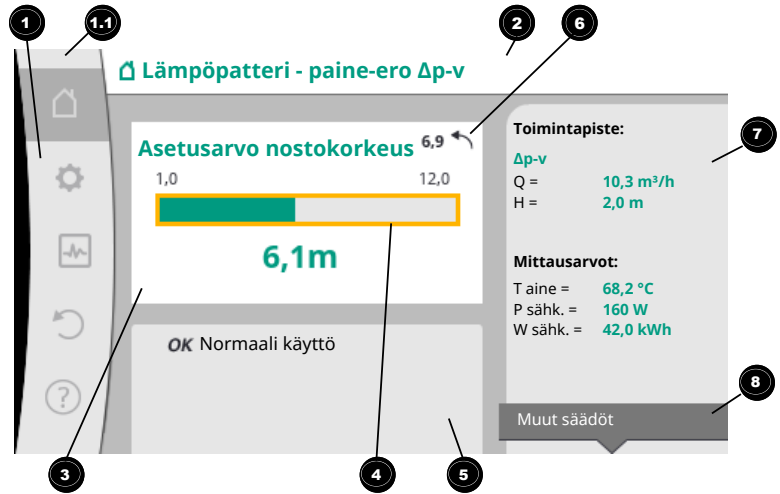 1
1.1
2
6
Lämpöpatteri - paine-ero Δp-v
Asetusarvo nostokorkeus 6,9
1,0 12,0
6,1m
OK Normaali käyttö
Toimintapiste:
7
Δp-v
Q = 10,3 m³/h
H = 2,0 m
Mittausarvot:
T aine = 68,2 °C
P sähk. = 160 W
W sähk. = 42,0 kWh
8
Muut säädöt
?
3
4
5